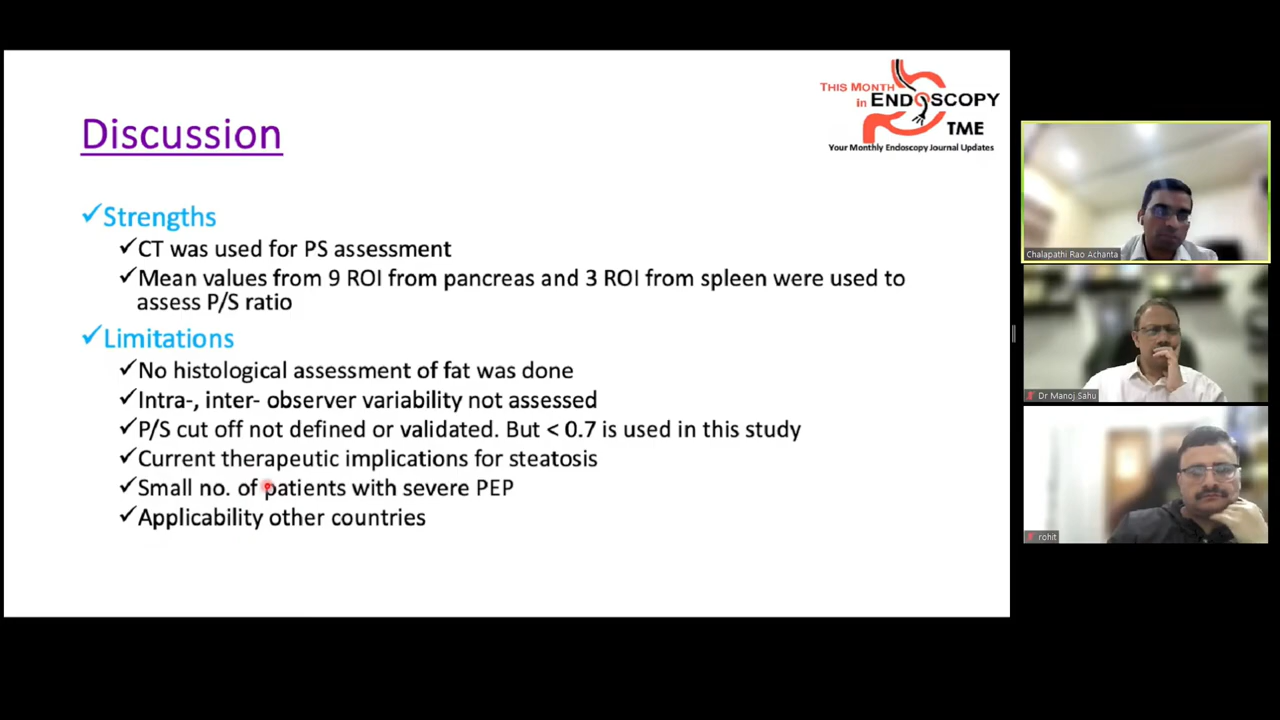 THIS MONTH
in ENDOSCOPY
TME
Your Monthly Endoscopy Journal Updates
Discussion
✓Strengths
✓CT was used for PS assessment
✓Mean values from 9 ROI from pancreas and 3 ROI from spleen were used to
assess P/S ratio
✓Limitations
✓No histological assessment of fat was done
✓Intra-, inter- observer variability not assessed
✓P/S cut off not defined or validated. But < 0.7 is used in this study
✓Current therapeutic implications for steatosis
✓Small no. of patients with severe PEP
✓Applicability other countries
Chalapathi Rao Achanta
Dr Manoj Sahu
rohit